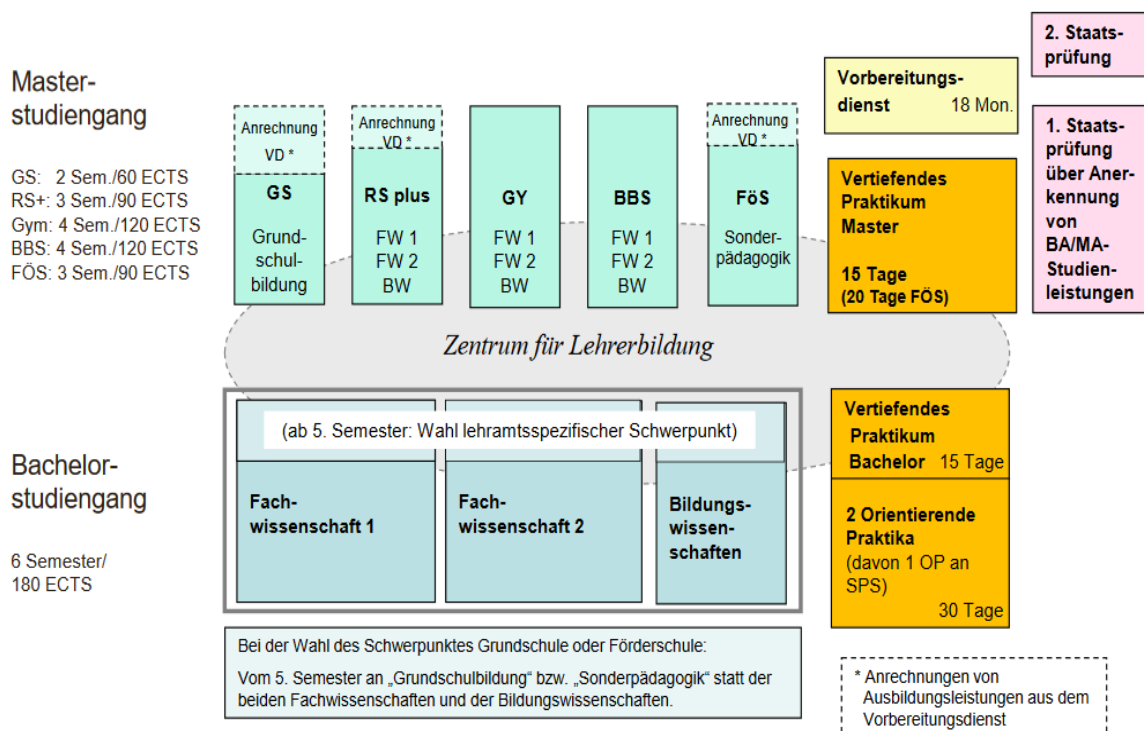 Master-
studiengang
GS: 2 Sem./60 ECTS
RS+: 3 Sem./90 ECTS
Gym: 4 Sem./120 ECTS
BBS: 4 Sem./120 ECTS
FÖS: 3 Sem./90 ECTS
Anrechnung
VD *
GS
Grund-
schul-
bildung
Anrechnung
VD *
RS plus
FW 1
FW 2
BW
GY
FW 1
FW 2
BW
BBS
FW 1
FW 2
BW
Anrechnung
VD *
FöS
Sonder-
pädagogik
Vorbereitungs-
dienst 18 Mon.
Vertiefendes
Praktikum
Master
15 Tage
(20 Tage FÖS)
2. Staats-
prüfung
1. Staats-
prüfung
über Aner-
kennung
von
BA/MA-
Studien-
leistungen
Zentrum für Lehrerbildung
Bachelor-
studiengang
6 Semester/
180 ECTS
(ab 5. Semester: Wahl lehramtsspezifischer Schwerpunkt)
Fach-
wissenschaft 1
Fach-
wissenschaft 2
Bildungs-
wissen-
schaften
Vertiefendes
Praktikum
Bachelor 15 Tage
2 Orientierende
Praktika
(davon 1 OP an
SPS)
30 Tage
Bei der Wahl des Schwerpunktes Grundschule oder Förderschule:
Vom 5. Semester an „Grundschulbildung“ bzw. „Sonderpädagogik“ statt der
beiden Fachwissenschaften und der Bildungswissenschaften.
* Anrechnungen von
Ausbildungsleistungen aus dem
Vorbereitungsdienst